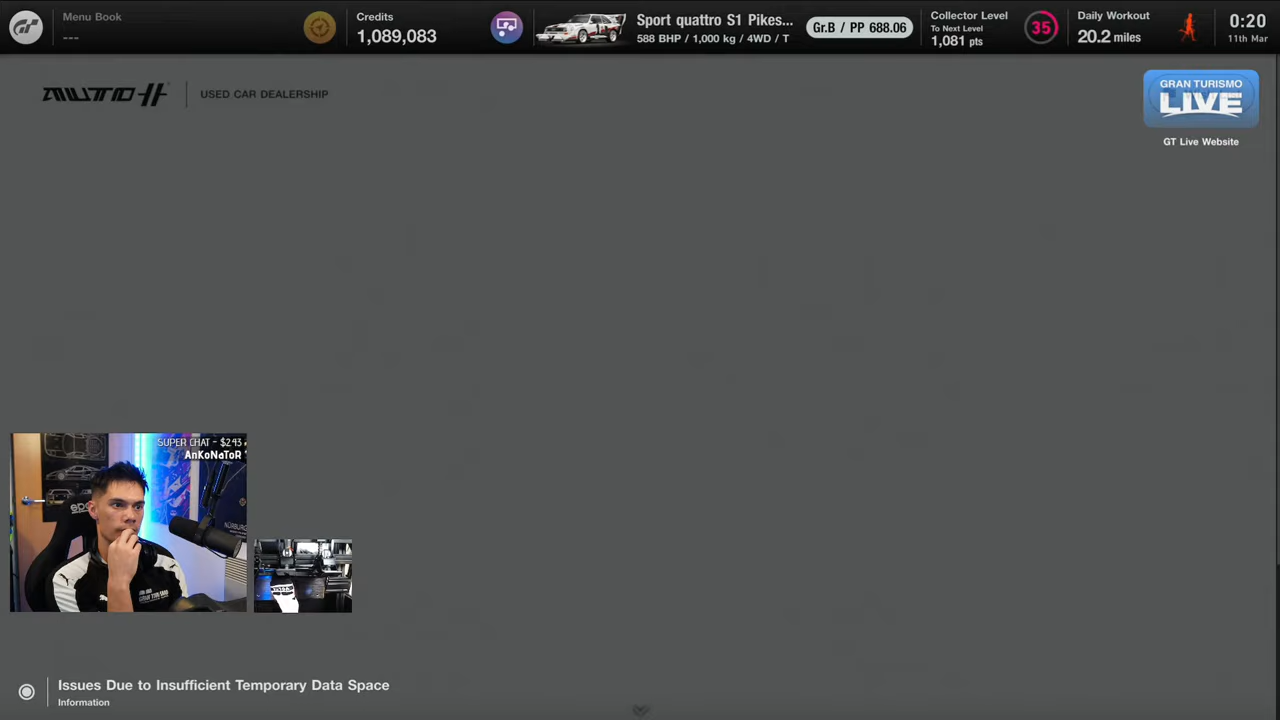 Menu Book
---
Credits
1,089,083
Sport quattro S1 Pikes...
588 BHP / 1,000 kg / 4WD / T
Gr.B / PP 688.06
Collector Level
To Next Level
1,081 pts
35
Daily Workout
20.2 miles
0:20
11th Mar
AUTO
USED CAR DEALERSHIP
GRAN TURISMO
LIVE
GT Live Website
SUPER CHAT - $2.43
AnKoNaToR
Issues Due to Insufficient Temporary Data Space
Information